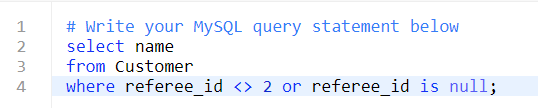 1 # Write your MySQL query statement below
2 select name
3 from Customer
4 where referee_id <> 2 or referee_id is null;